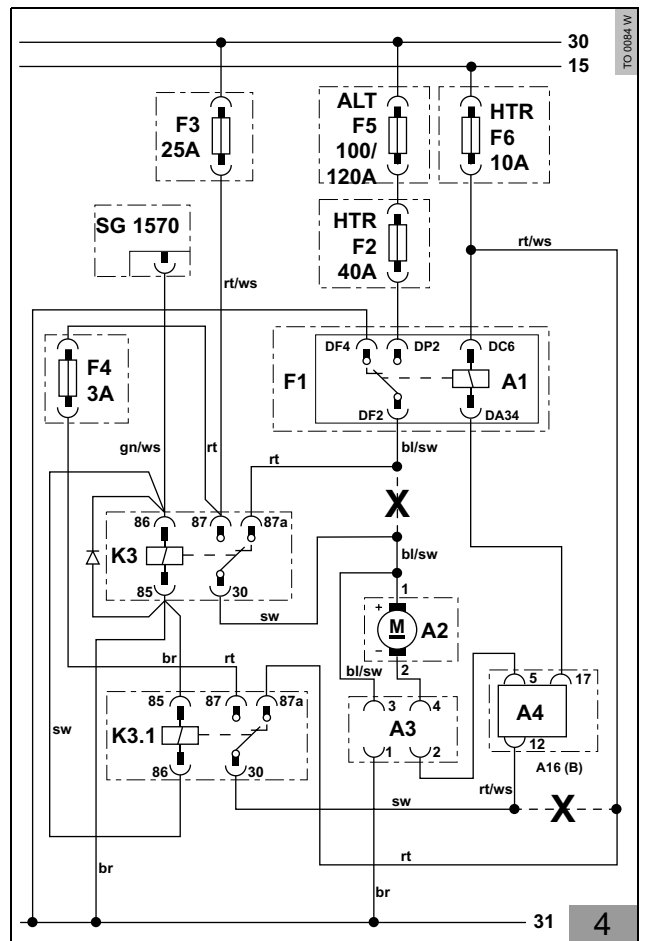 TO 0084 W
30
15
F3
25A
ALT
F5
100/
120A
HTR
F6
10A
SG 1570
HTR
F2
40A
rt/ws
rt/ws
F4
3A
DF4
DP2
DC6
F1
A1
DF2
DA34
gn/ws
rt
bl/sw
rt
X
86
87
87a
K3
bl/sw
85
30
1
sw
+
M
A2
–
br
rt
bl/sw
2
5
17
85
87
87a
3
4
A4
sw
K3.1
A3
1
2
12
86
30
A16 (B)
rt/ws
sw
X
rt
br
br
31
4